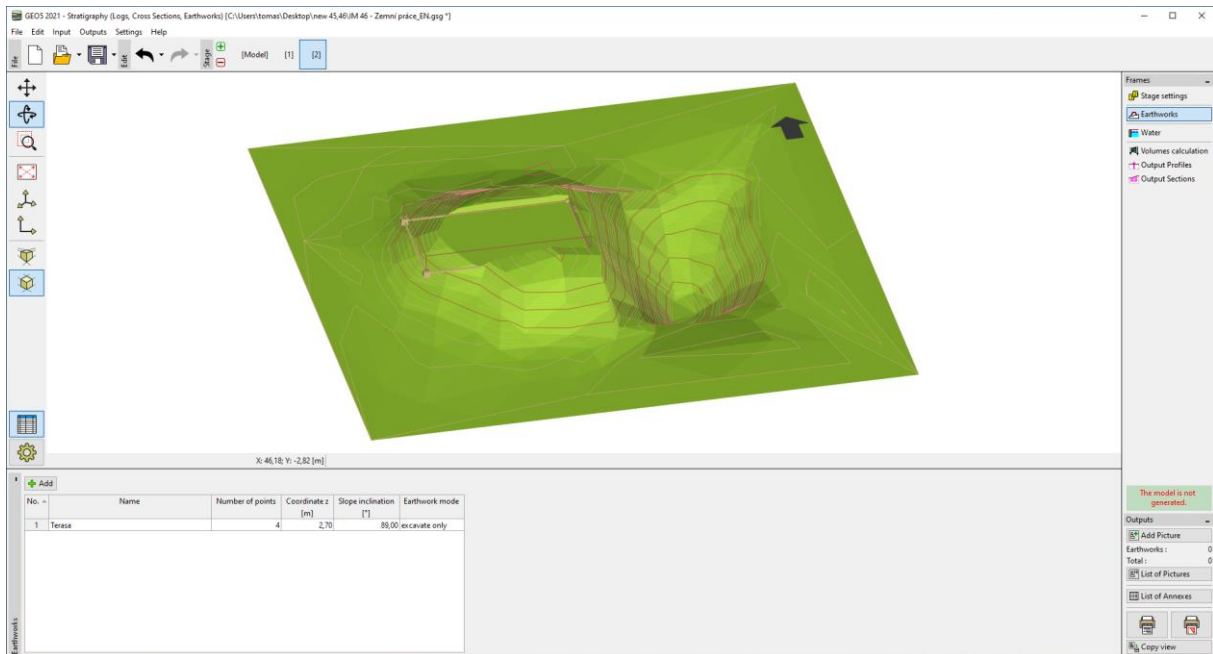 GEO5 2021 - Stratigraphy (Logs, Cross Sections, Earthworks) [C:\Users\tomas\Desktop\new 45,46\IM 46 - Zemní práce_EN.gsg *]
File Edit Input Outputs Settings Help
File Edit Stage [Model] [1] [2]
Frames
Stage settings
Earthworks
Water
Volumes calculation
Output Profiles
Output Sections
X: 46,18; Y: -2,82 [m]
Add
No. Name Number of points Coordinate z Slope inclination Earthwork mode
[m] [°]
1 Terasa 4 2,70 89,00 excavate only
Earthworks
The model is not
generated.
Outputs
Add Picture
Earthworks : 0
Total : 0
List of Pictures
List of Annexes
Copy view